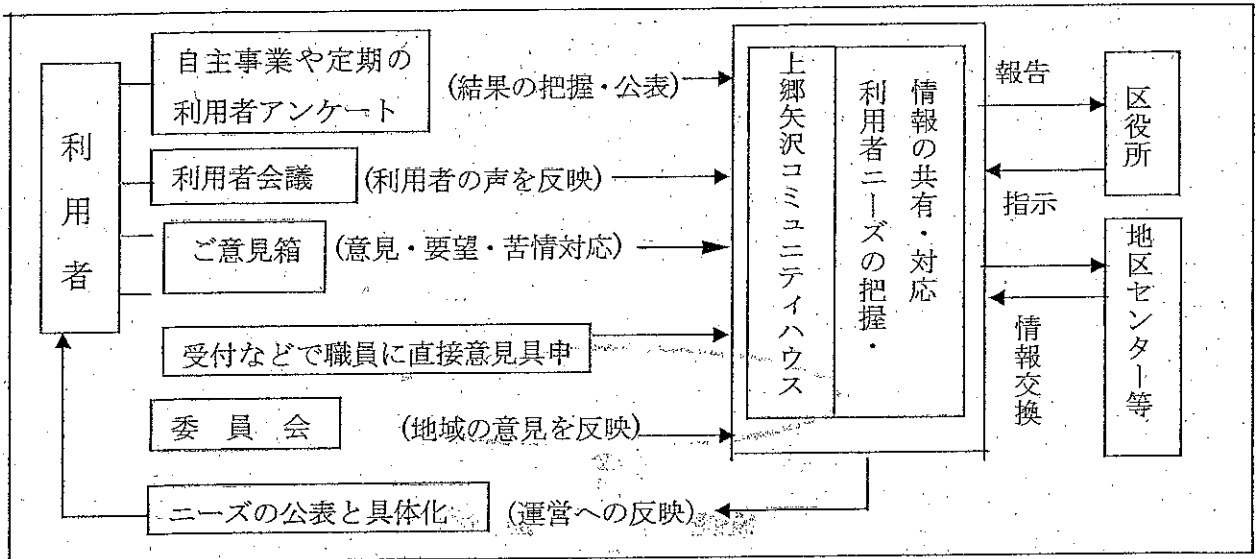 利用者
自主事業や定期の
利用者アンケート
(結果の把握・公表)
利用者会議
(利用者の声を反映)
ご意見箱
(意見・要望・苦情対応)
受付などで職員に直接意見具申
委員会
(地域の意見を反映)
ニーズの公表と具体化
(運営への反映)
上郷矢沢コミュニティハウス
情報の共有・対応
利用者ニーズの把握・
報告
指示
区役所
情報交換
地区センター等